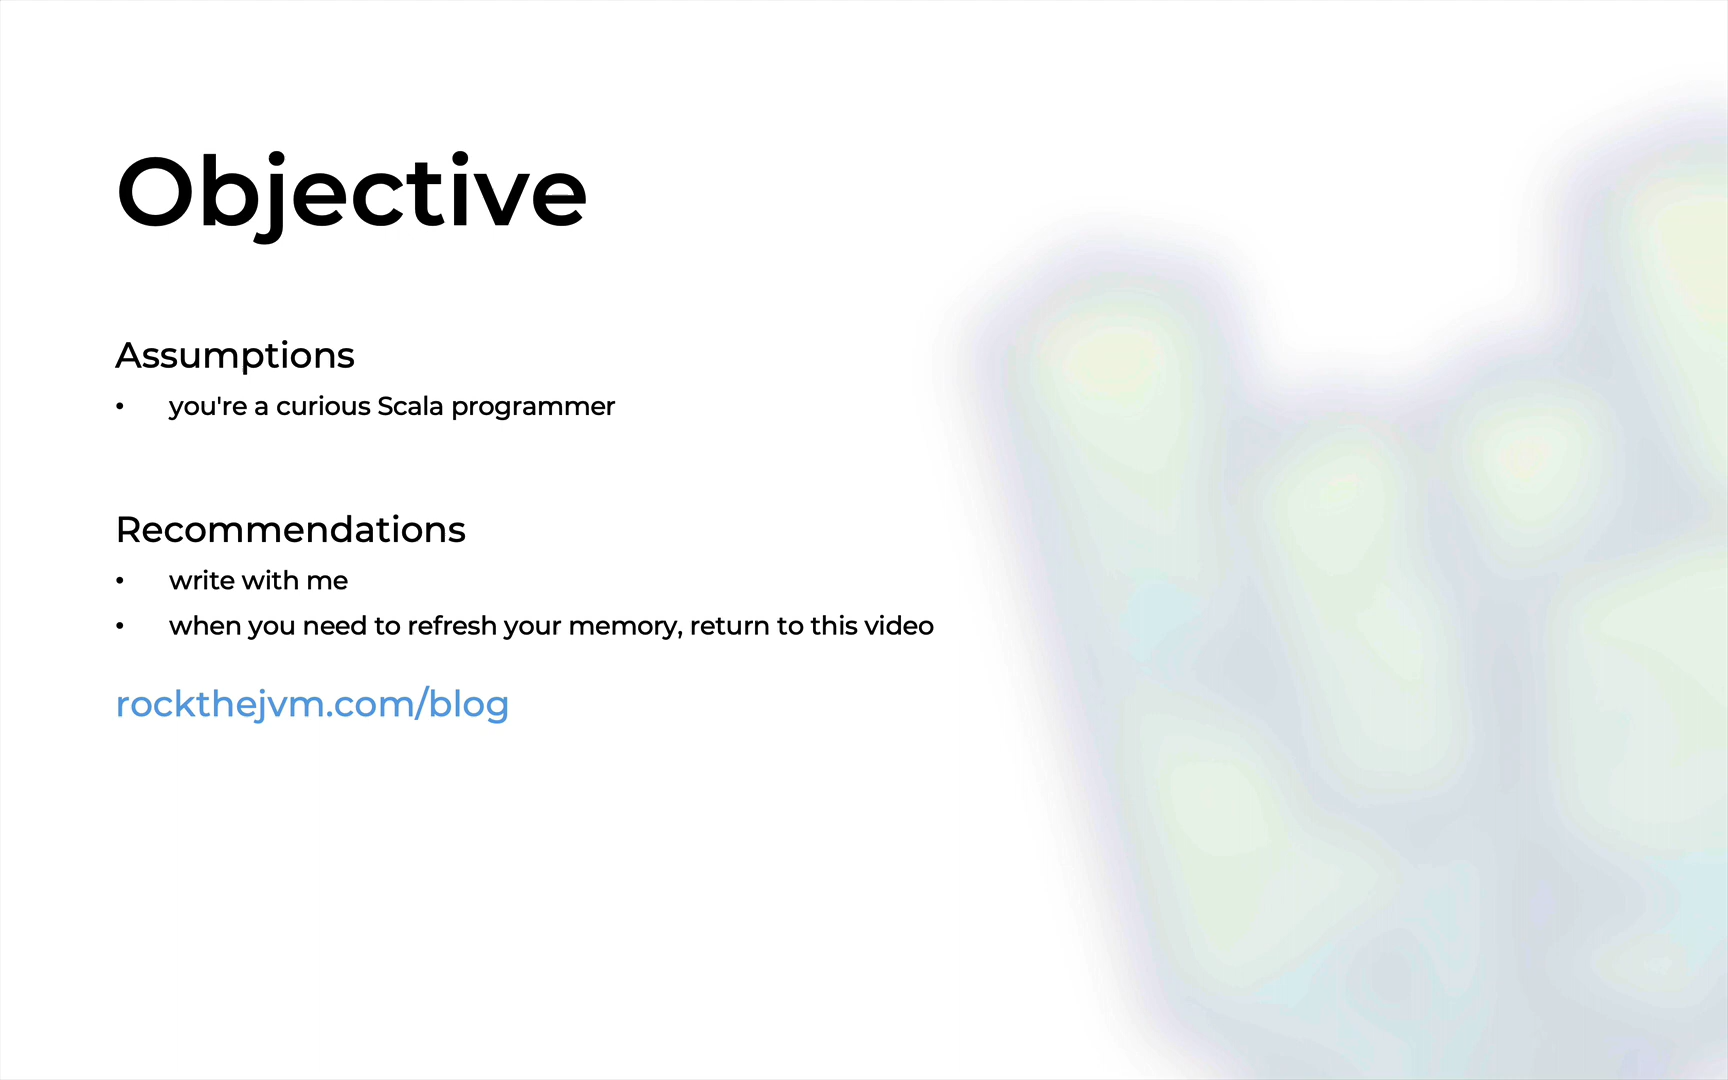 Objective
Assumptions
• you're a curious Scala programmer
Recommendations
• write with me
• when you need to refresh your memory, return to this video
rockthejvm.com/blog